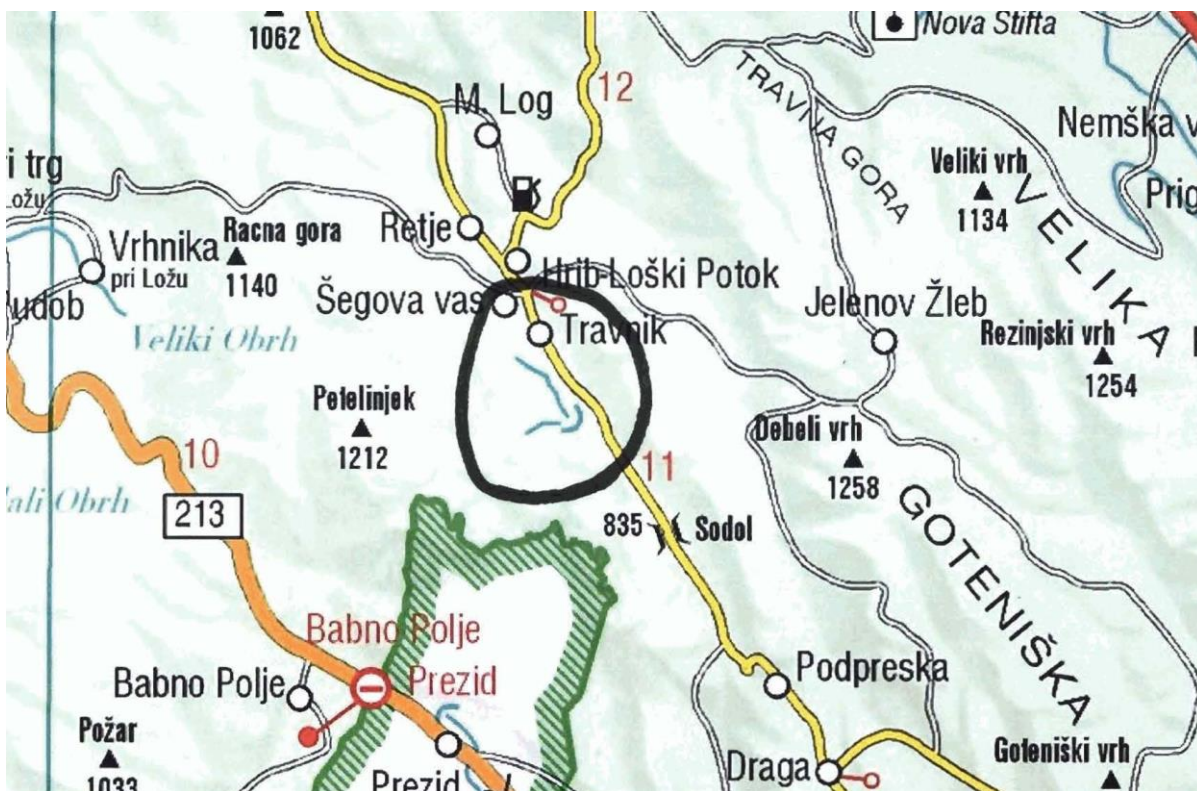 1062
Nova Štifta
12
M. Log
TRAVNA GORA
Nemška v
Veliki vrh
1134
VELIKA
Prig
i trg
ožu
Retje
Vrhnika
pri Ložu
Racna gora
1140
Hrib-Loški Potok
Šegova vas
Travnik
Jelenov Žleb
Rezinjski vrh
1254
udob
Veliki Obrh
Petelinjek
1212
Debeli vrh
1258
10
11
213
ali Obrh
835
Sodol
GOTENIŠKA
Babno Polje
Prezid
Babno Polje
Podpreska
Požar
1033
Prezid
Draga
Goteniški vrh